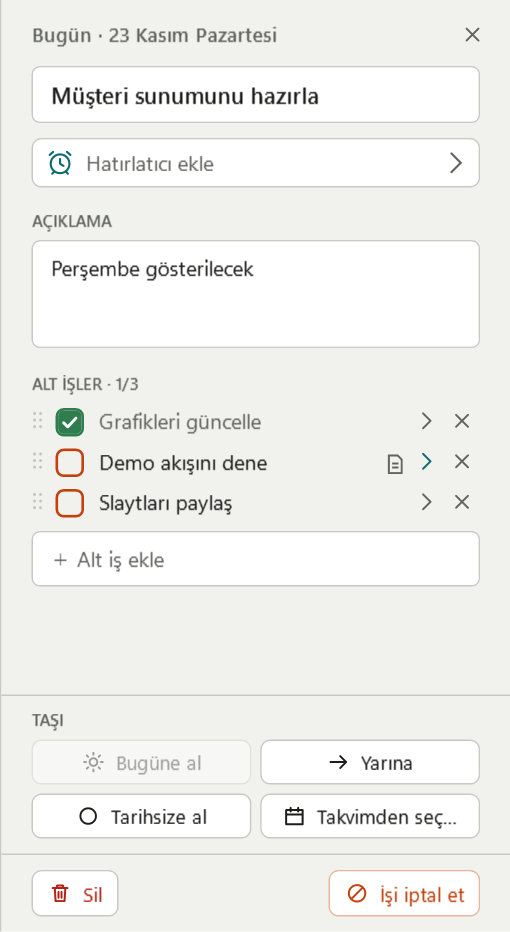 Bugün · 23 Kasım Pazartesi
Müşteri sunumunu hazırla
Hatırlatıcı ekle
AÇIKLAMA
Perşembe gösterilecek
ALT İŞLER · 1/3
Grafikleri güncelle
Demo akışını dene
Slaytları paylaş
+ Alt iş ekle
TAŞI
Bugüne al
Yarına
Tarihsize al
Takvimden seç...
Sil
İşi iptal et